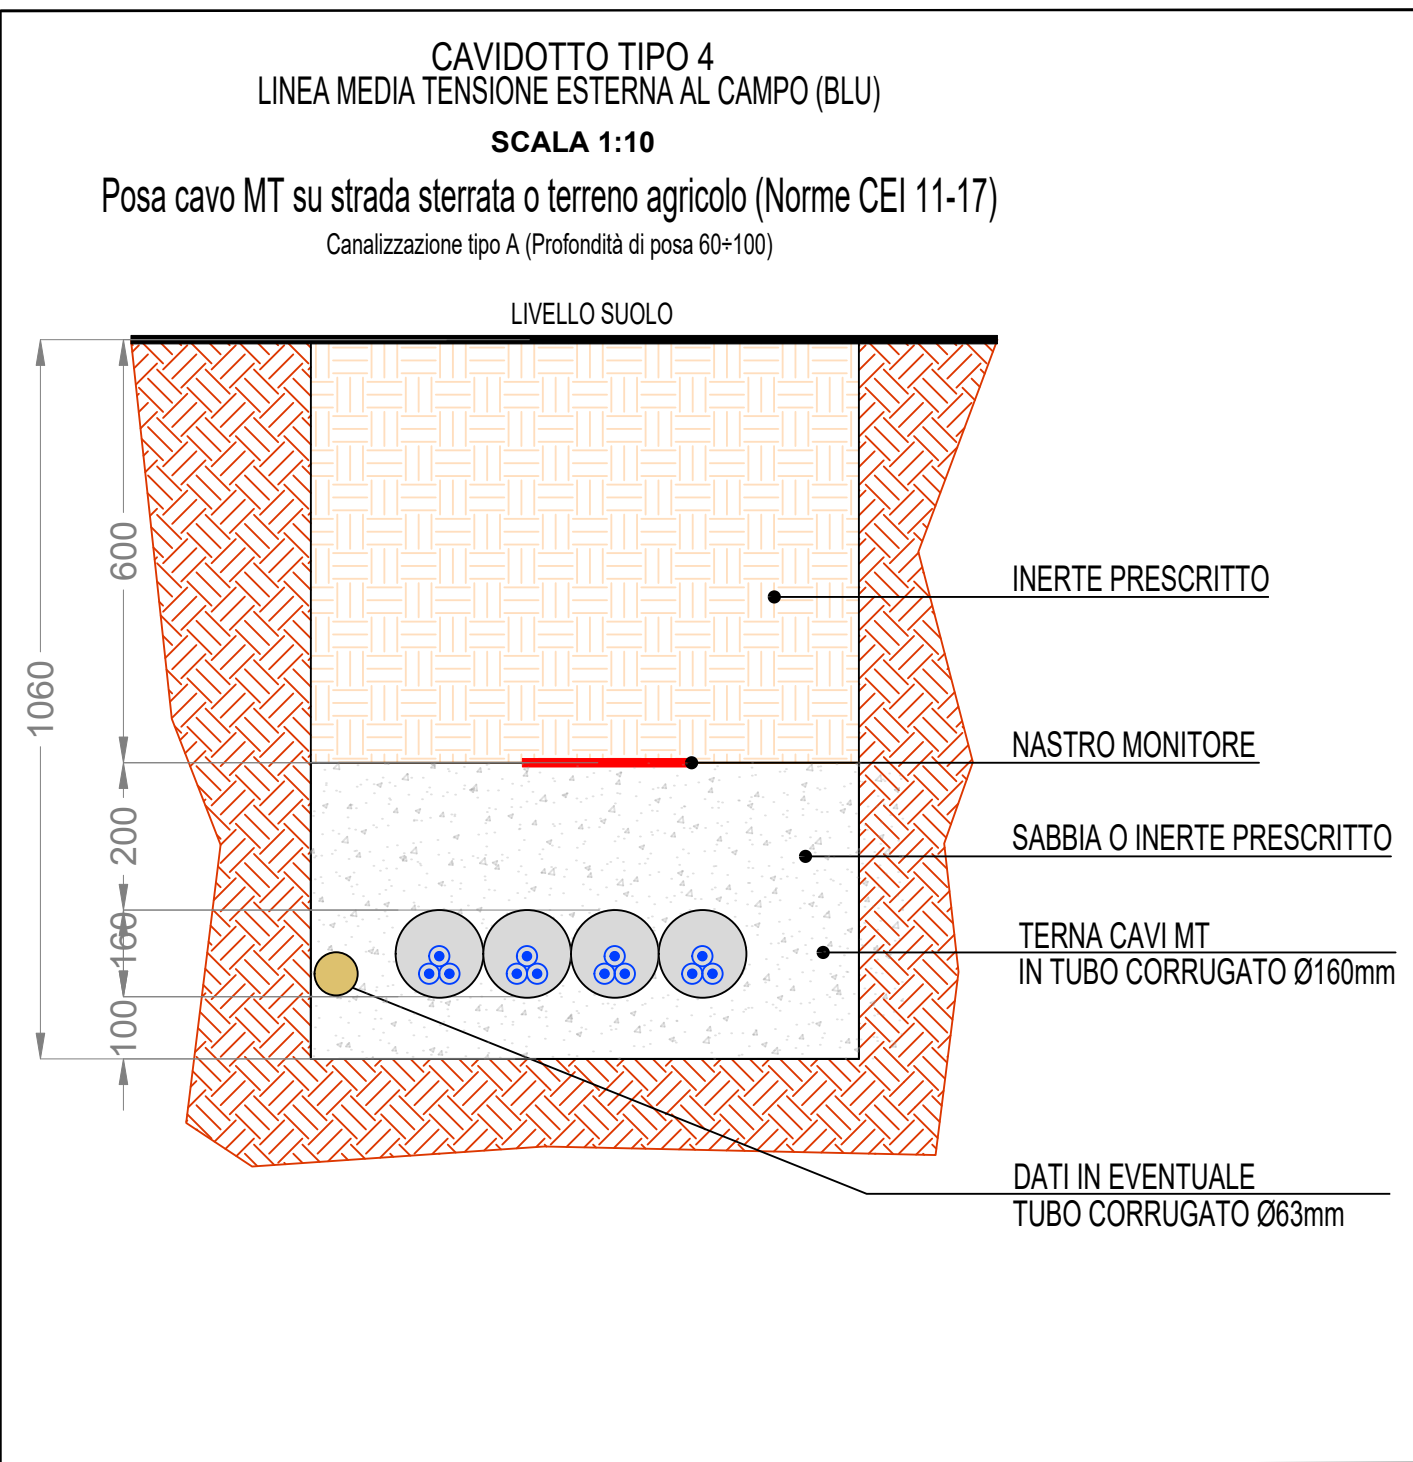 CAVIDOTTO TIPO 4
LINEA MEDIA TENSIONE ESTERNA AL CAMPO (BLU)
SCALA 1:10
Posa cavo MT su strada sterrata o terreno agricolo (Norme CEI 11-17)
Canalizzazione tipo A (Profondità di posa 60÷100)
LIVELLO SUOLO
600
1060
200
160
100
INERTE PRESCRITTO
NASTRO MONITORE
SABBIA O INERTE PRESCRITTO
TERNA CAVI MT
IN TUBO CORRUGATO Ø160mm
DATI IN EVENTUALE
TUBO CORRUGATO Ø63mm